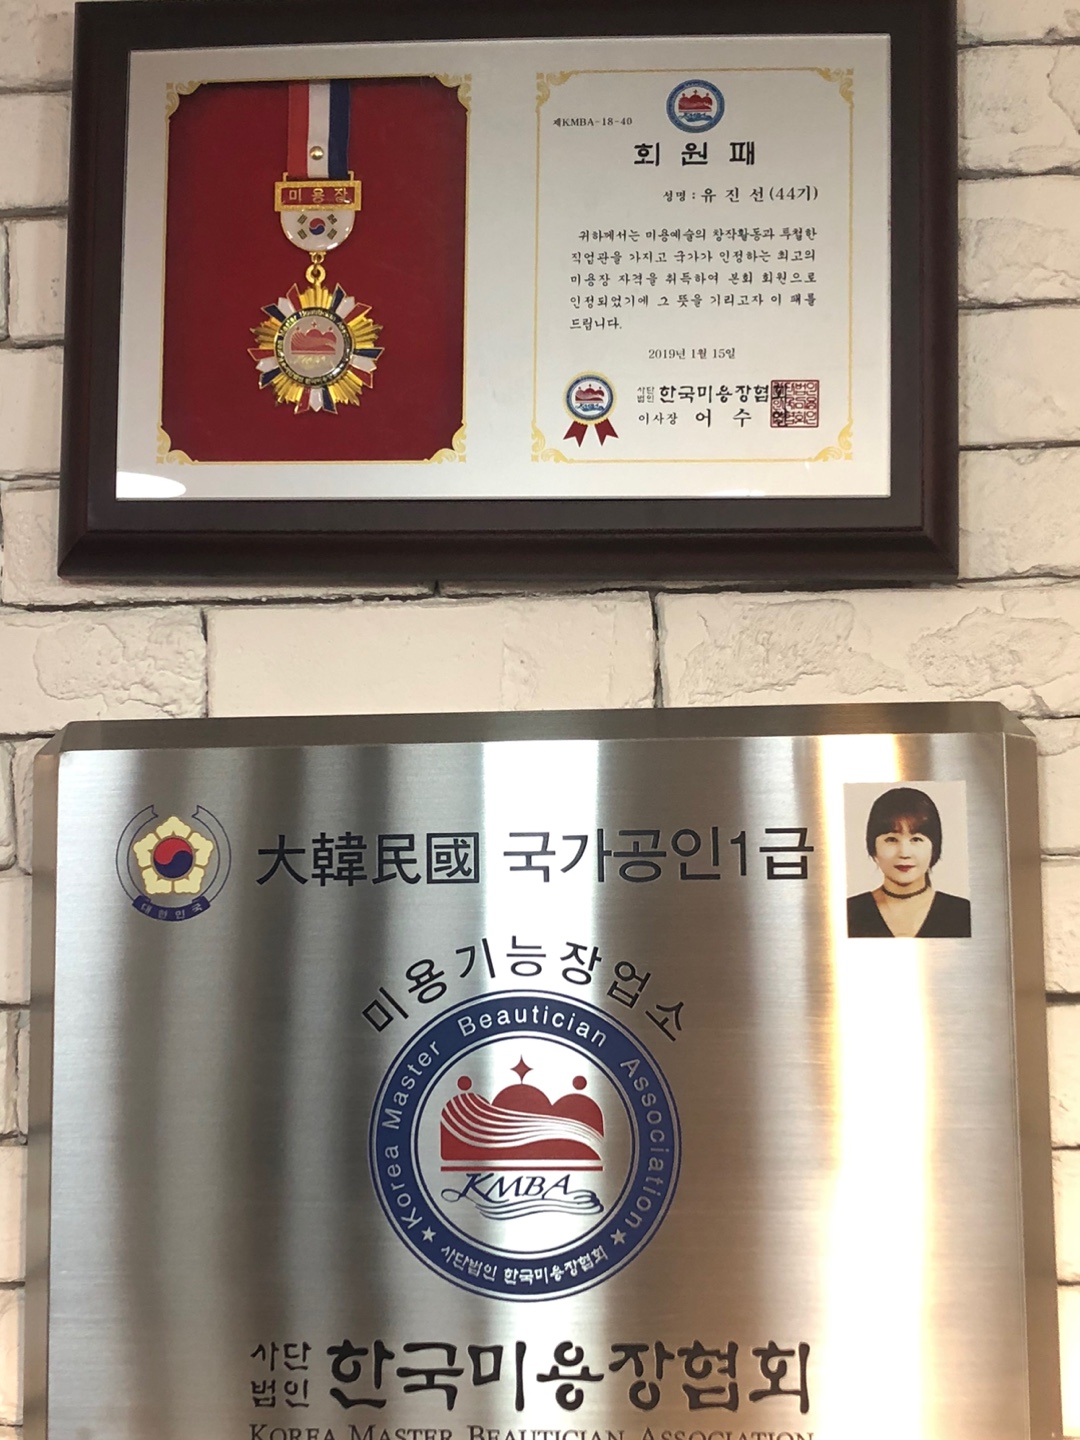 미용장
제KMBA-18-40
회원패
성명 : 유 진 선 (44기)
귀하께서는 미용예술의 창작활동과 투철한
직업관을 가지고 국가가 인정하는 최고의
미용장 자격을 취득하여 본회 회원으로
인정되었기에 그 뜻을 기리고자 이 패를
드립니다.
2019년 1월 15일
사단법인 한국미용장협회
이사장 어 수
大韓民國 국가공인1급
대한민국
미용기능장업소
Korea Master Beautician Association
KMBA
사단법인 한국미용장협회
사단법인 한국미용장협회
KOREA MASTER BEAUTICIAN ASSOCIATION